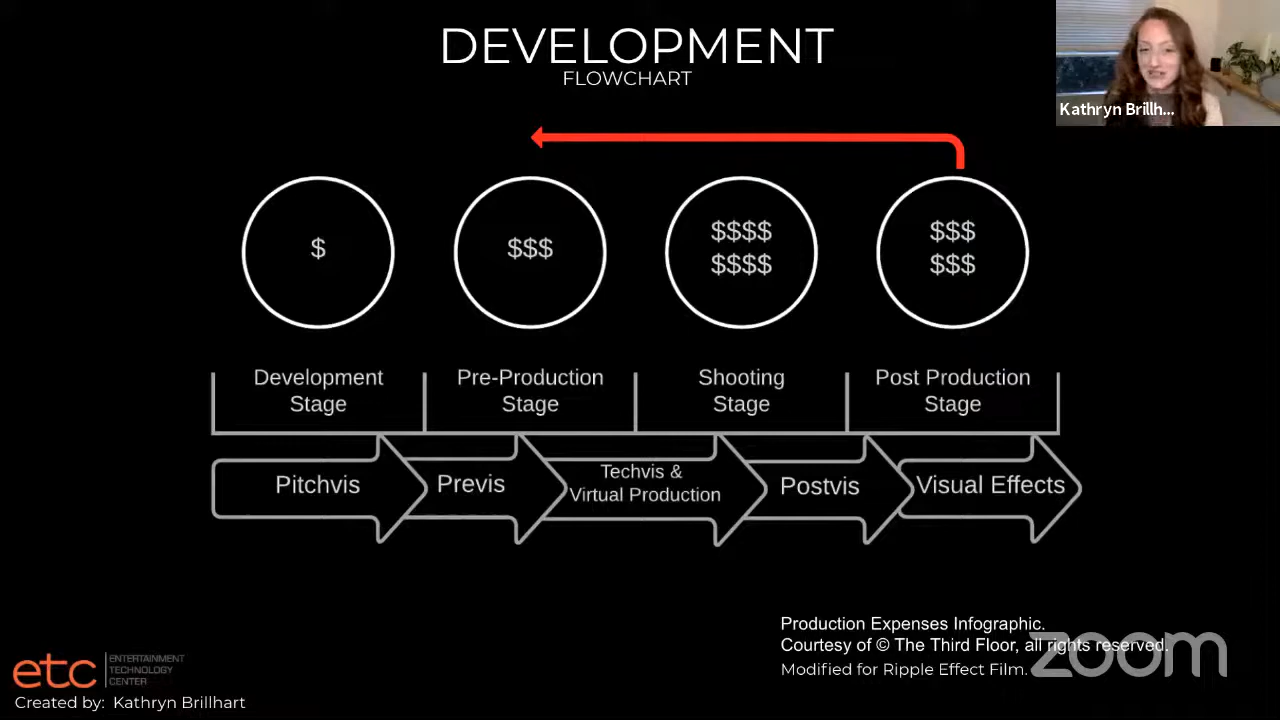 DEVELOPMENT
FLOWCHART
Kathryn Brillh...
$
$$$
$$$$
$$$$
$$$
$$$
Development
Stage
Pre-Production
Stage
Shooting
Stage
Post Production
Stage
Pitchvis
Previs
Techvis &
Virtual Production
Postvis
Visual Effects
Production Expenses Infographic.
Courtesy of © The Third Floor, all rights reserved.
Modified for Ripple Effect Film.
zoom
etc
ENTERTAINMENT
TECHNOLOGY
CENTER
Created by: Kathryn Brillhart